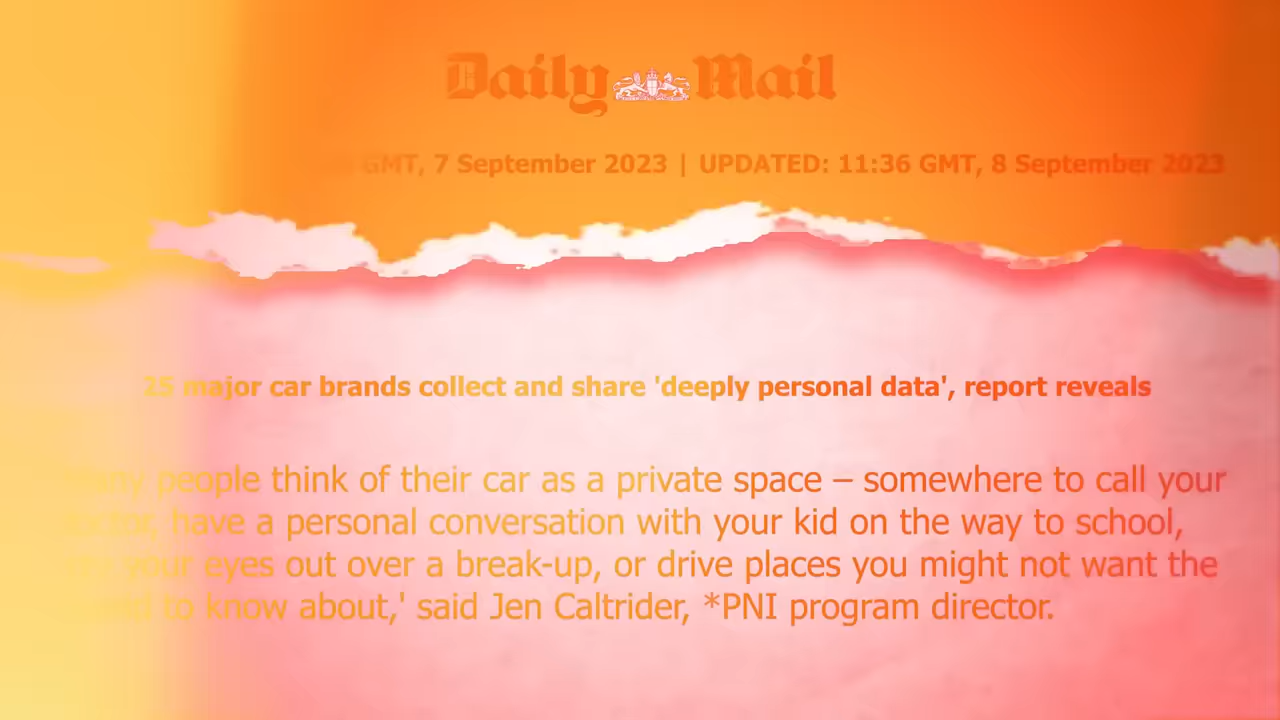 Daily Mail
GMT, 7 September 2023 | UPDATED: 11:36 GMT, 8 September 2023
25 major car brands collect and share 'deeply personal data', report reveals
people think of their car as a private space – somewhere to call your
doctor, have a personal conversation with your kid on the way to school,
your eyes out over a break-up, or drive places you might not want the
to know about,' said Jen Caltrider, *PNI program director.